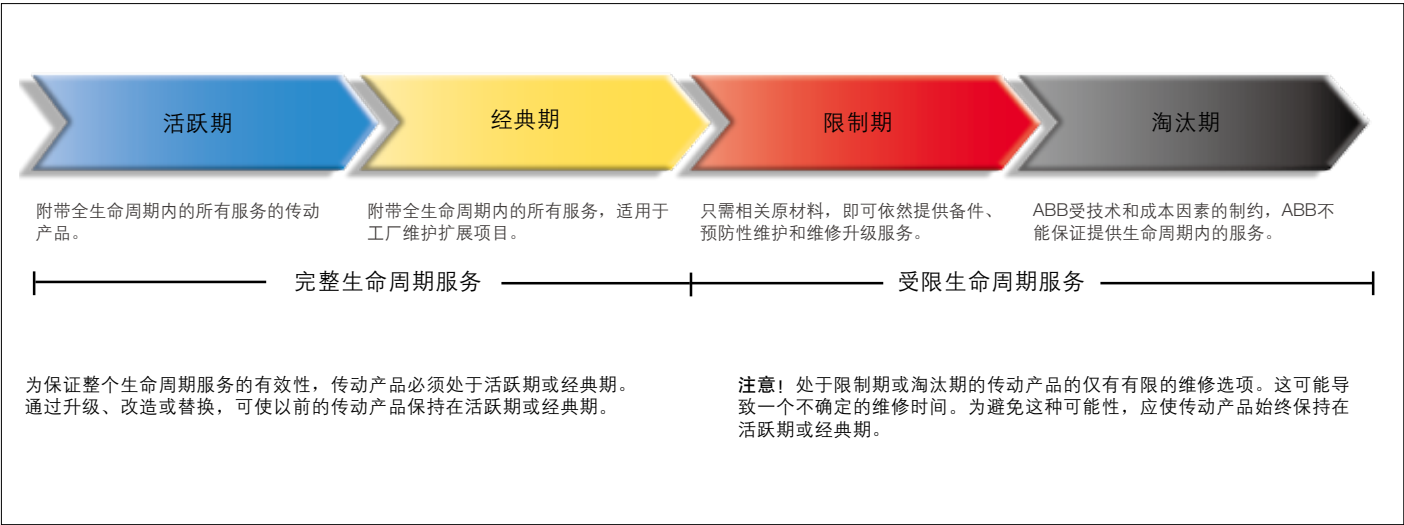 活跃期
经典期
限制期
淘汰期
附带全生命周期内的所有服务的传动
产品。
附带全生命周期内的所有服务，适用于
工厂维护扩展项目。
只需相关原材料，即可依然提供备件、
预防性维护和维修升级服务。
ABB受技术和成本因素的制约，ABB不
能保证提供生命周期内的服务。
完整生命周期服务
受限生命周期服务
为保证整个生命周期服务的有效性，传动产品必须处于活跃期或经典期。
通过升级、改造或替换，可使以前的传动产品保持在活跃期或经典期。
注意！处于限制期或淘汰期的传动产品的仅有有限的维修选项。这可能导
致一个不确定的维修时间。为避免这种可能性，应使传动产品始终保持在
活跃期或经典期。